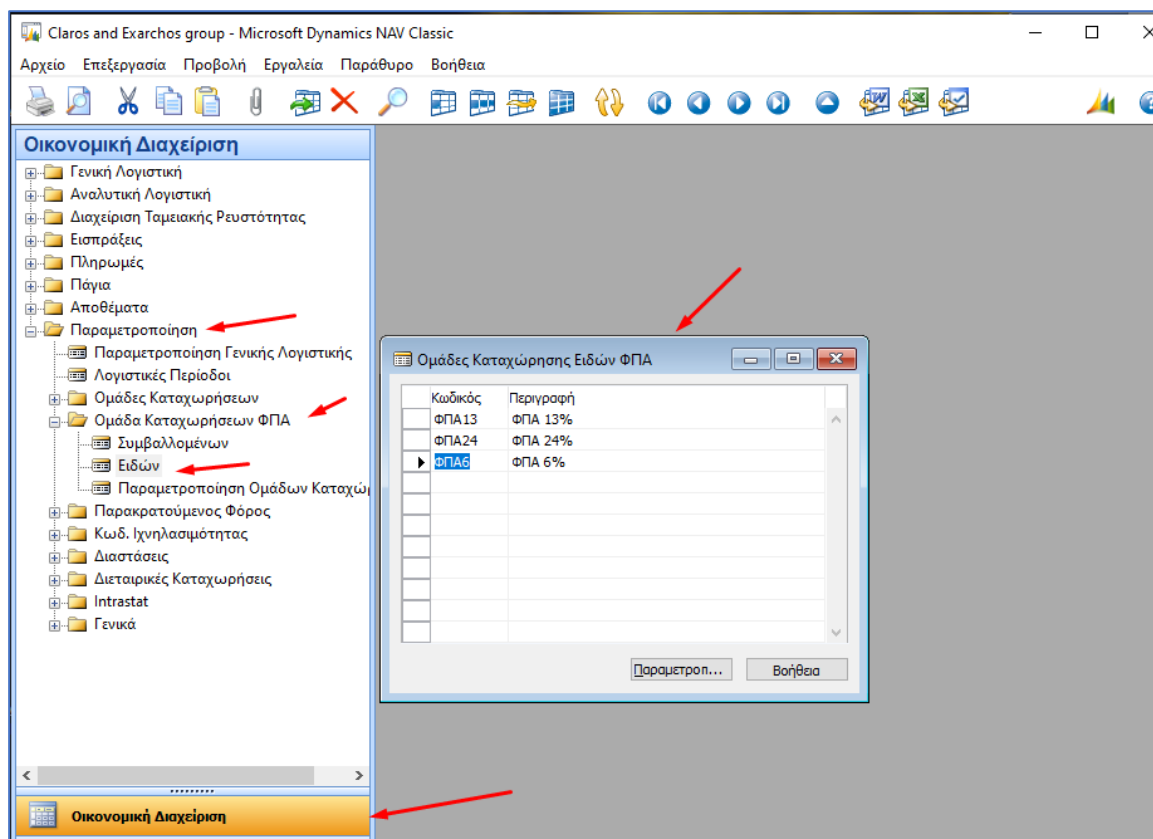 Claros and Exarchos group - Microsoft Dynamics NAV Classic
Αρχείο Επεξεργασία Προβολή Εργαλεία Παράθυρο Βοήθεια
Οικονομική Διαχείριση
Γενική Λογιστική
Αναλυτική Λογιστική
Διαχείριση Ταμειακής Ρευστότητας
Εισπράξεις
Πληρωμές
Πάγια
Αποθέματα
Παραμετροποίηση
Παραμετροποίηση Γενικής Λογιστικής
Λογιστικές Περίοδοι
Ομάδες Καταχωρήσεων
Ομάδα Καταχωρήσεων ΦΠΑ
Συμβαλλομένων
Ειδών
Παραμετροποίηση Ομάδων Καταχώρ
Παρακρατούμενος Φόρος
Κωδ. Ιχνηλασιμότητας
Διαστάσεις
Διεταιρικές Καταχωρήσεις
Intrastat
Γενικά
Οικονομική Διαχείριση
Ομάδες Καταχώρησης Ειδών ΦΠΑ
Κωδικός Περιγραφή
ΦΠΑ13 ΦΠΑ 13%
ΦΠΑ24 ΦΠΑ 24%
ΦΠΑ6 ΦΠΑ 6%
Παραμετροπ... Βοήθεια